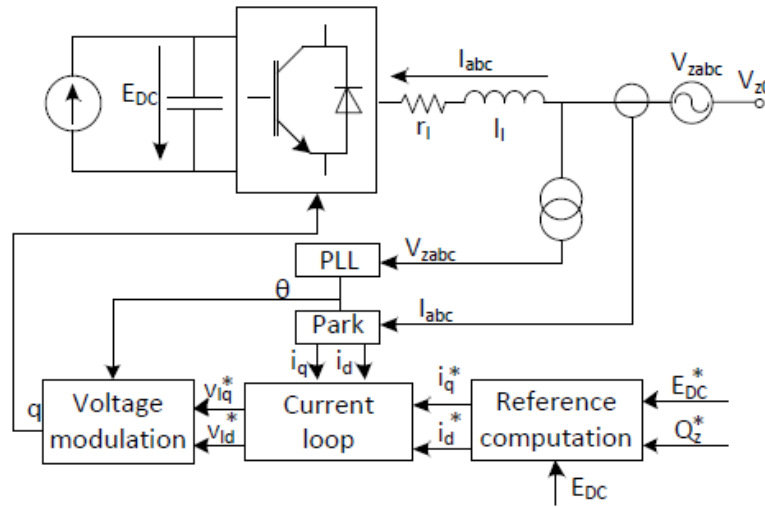 I_abc
V_zabc
V_z0
E_DC
r_l
l_l
PLL
V_zabc
θ
Park
I_abc
i_q
i_d
q
Voltage modulation
v_lq*
v_ld*
Current loop
i_q*
i_d*
Reference computation
E_DC*
Q_z*
E_DC